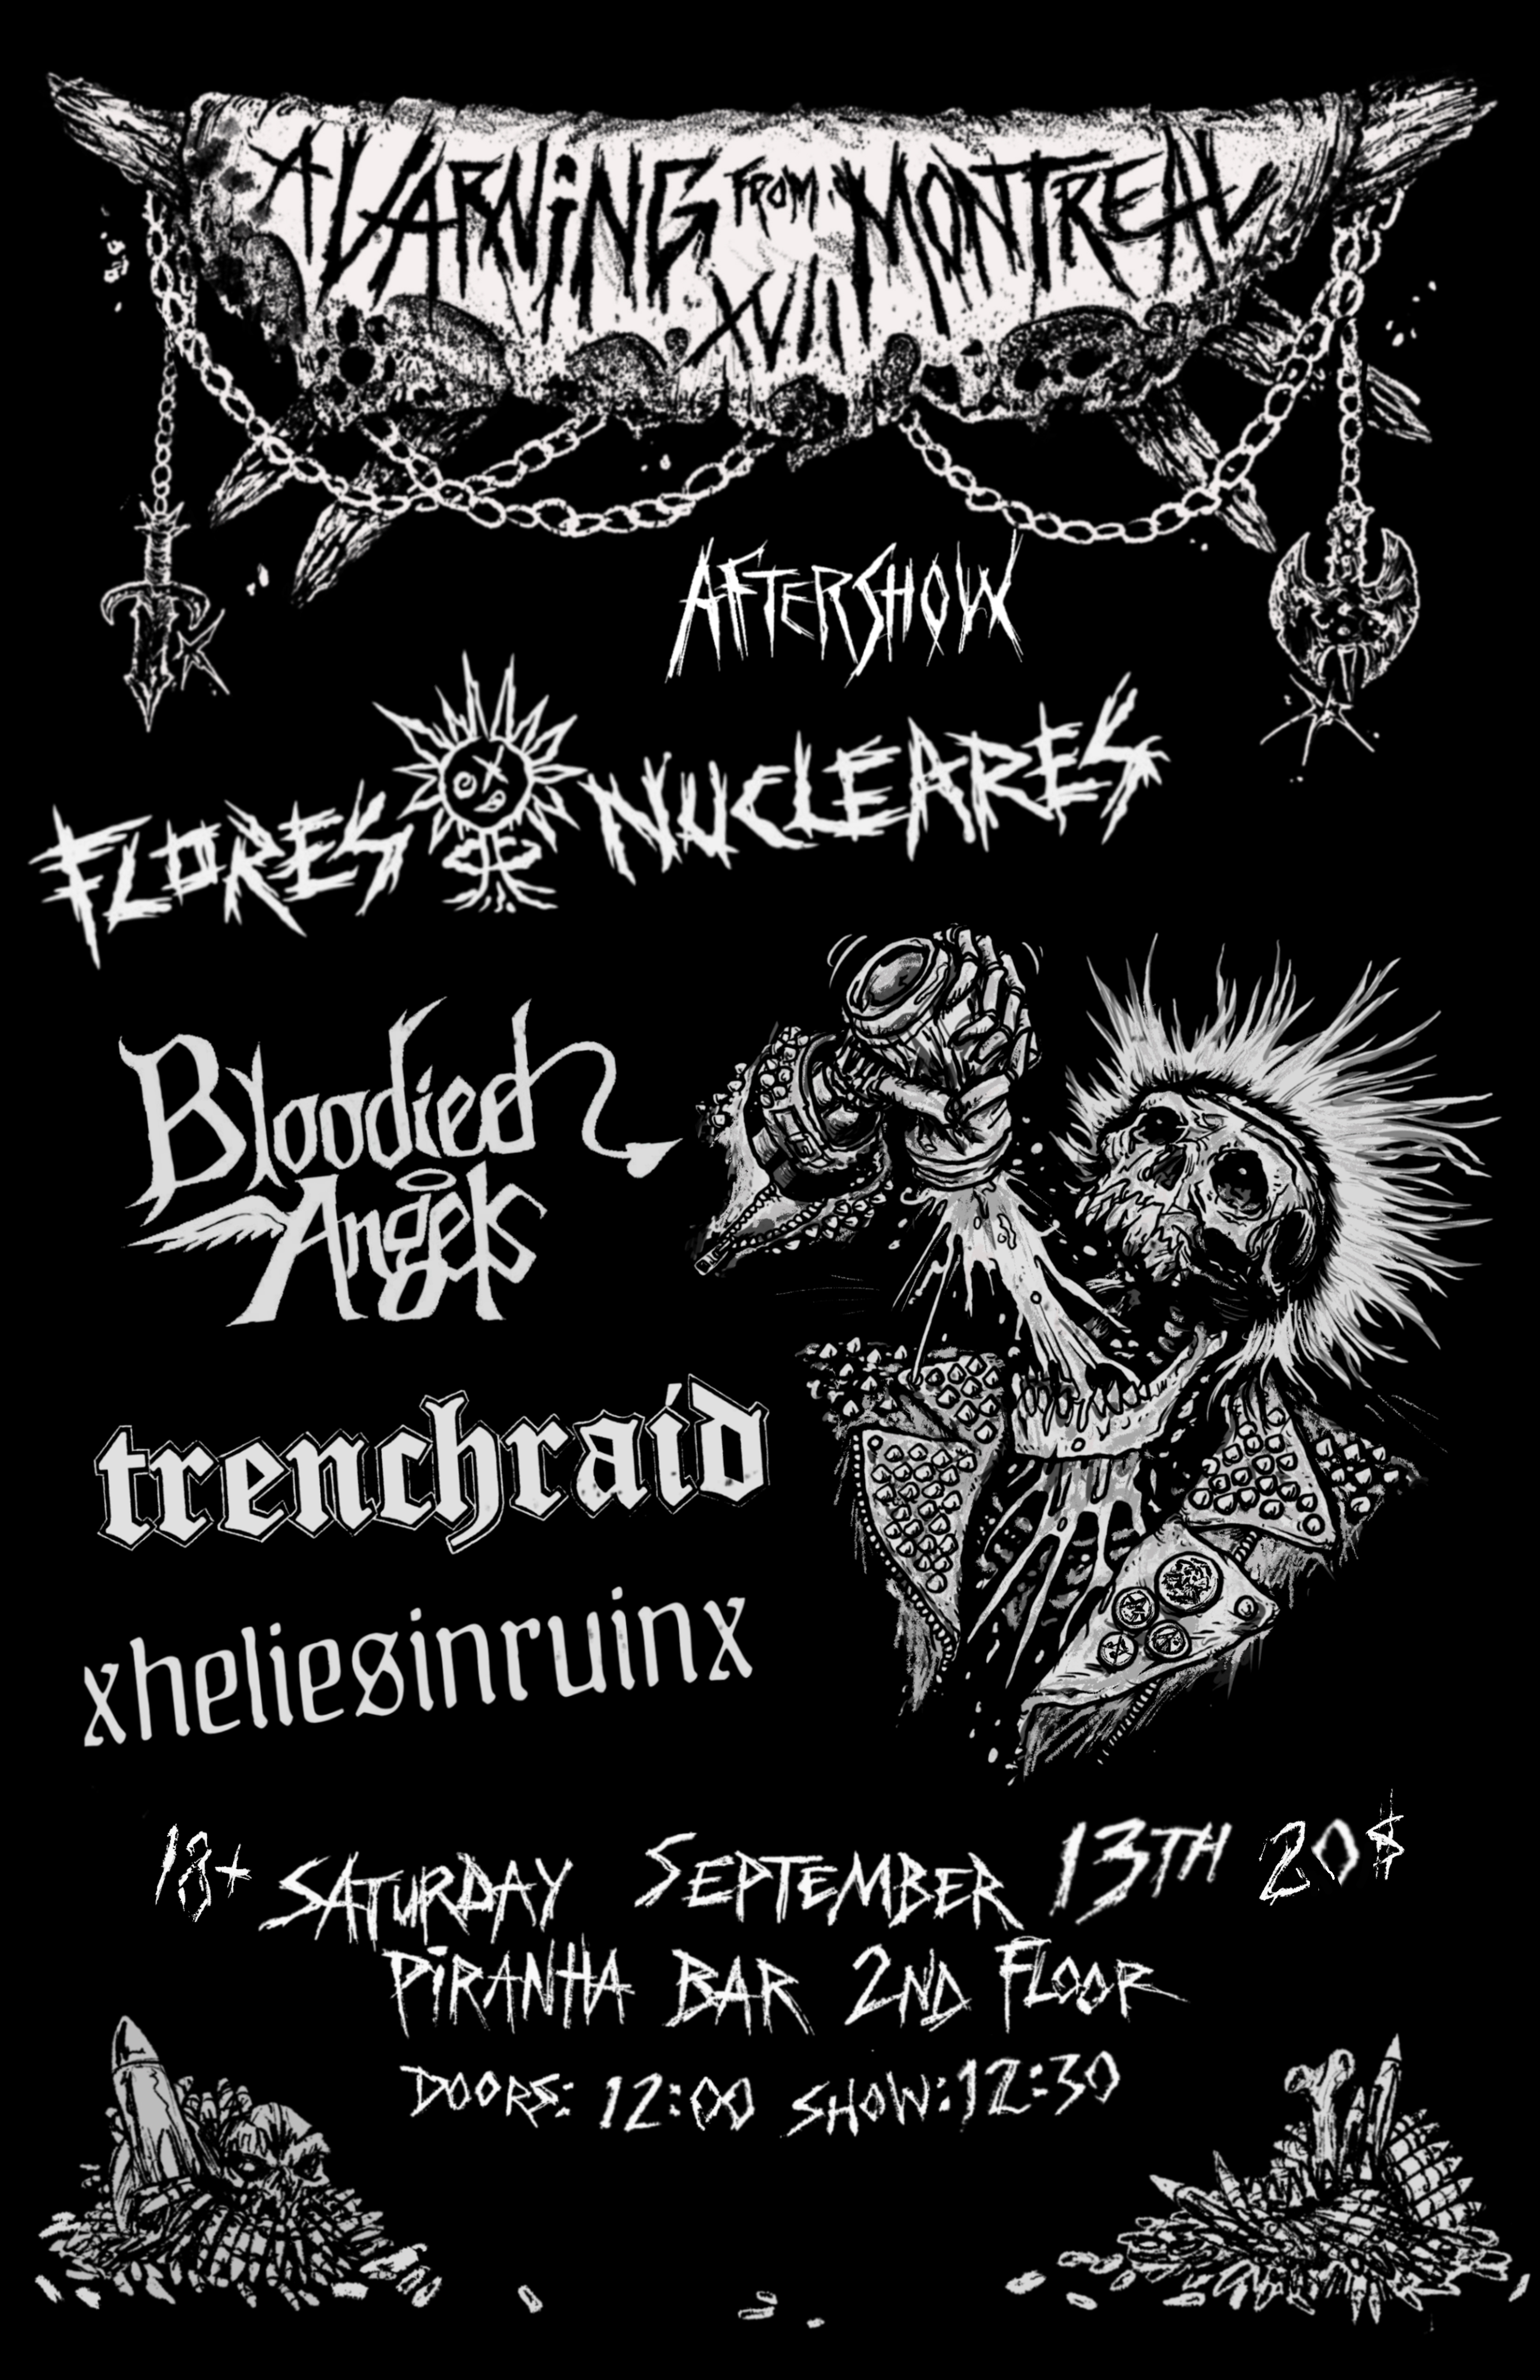 A VARNING FROM MONTREAL
XVIII
AFTERSHOW
FLORES NUCLEARES
Bloodied
Angels
trenchraid
xheliesinruinx
18+ SATURDAY SEPTEMBER 13TH 20$
PIRANHA BAR 2ND FLOOR
DOORS: 12:00 SHOW: 12:30